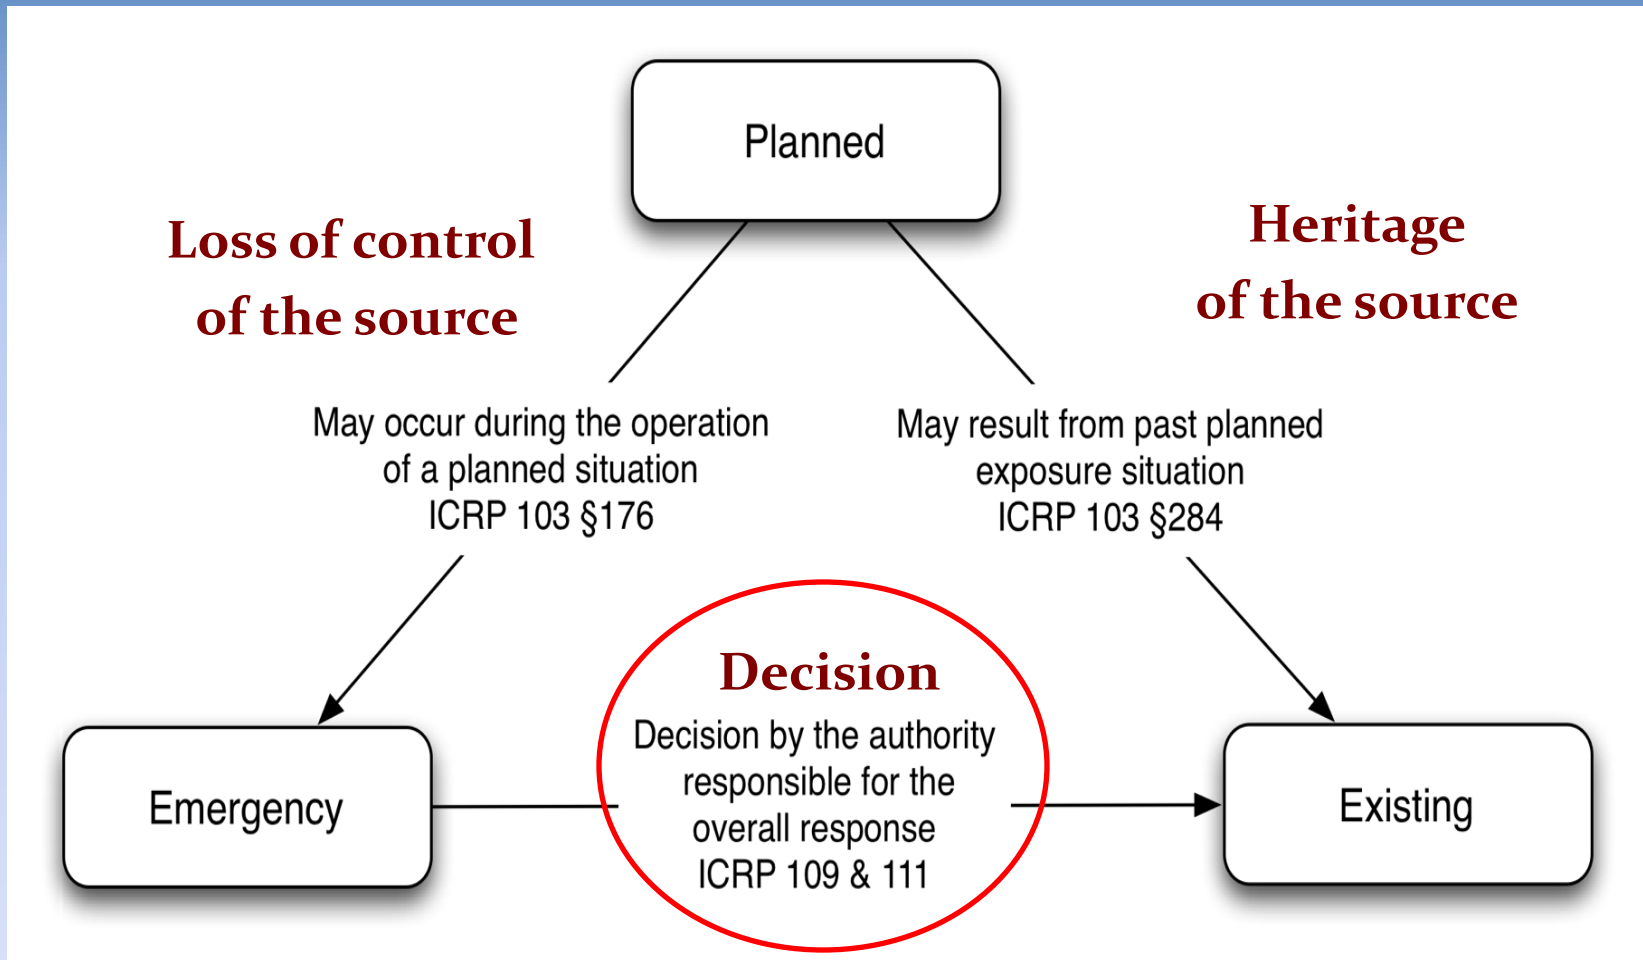 Planned
Loss of control
of the source
Heritage
of the source
May occur during the operation
of a planned situation
ICRP 103 §176
May result from past planned
exposure situation
ICRP 103 §284
Decision
Decision by the authority
responsible for the
overall response
ICRP 109 & 111
Emergency
Existing